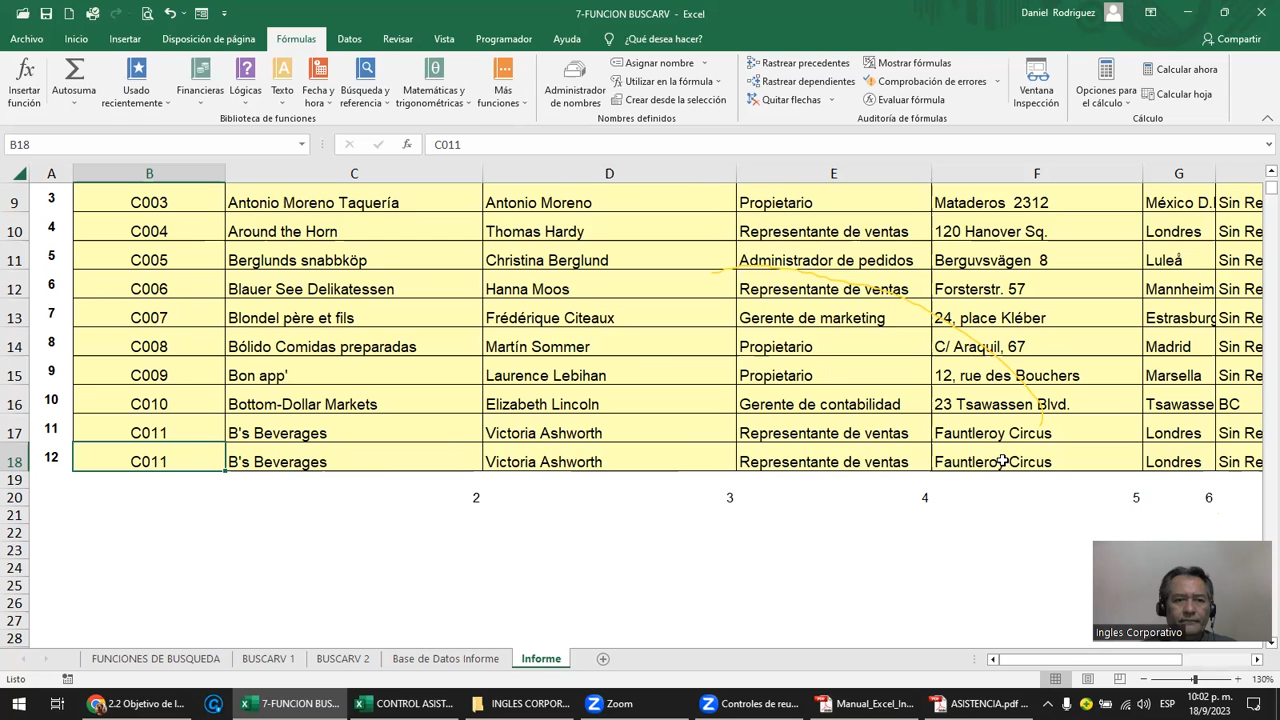 7-FUNCION BUSCARV - Excel
Daniel Rodriguez
Archivo Inicio Insertar Disposición de página Fórmulas Datos Revisar Vista Programador Ayuda ¿Qué desea hacer? Compartir
Insertar función
Autosuma
Usado recientemente
Financieras
Lógicas
Texto
Fecha y hora
Búsqueda y referencia
Matemáticas y trigonométricas
Más funciones
Biblioteca de funciones
Administrador de nombres
Asignar nombre
Utilizar en la fórmula
Crear desde la selección
Nombres definidos
Rastrear precedentes
Rastrear dependientes
Quitar flechas
Mostrar fórmulas
Comprobación de errores
Evaluar fórmula
Auditoría de fórmulas
Ventana Inspección
Opciones para el cálculo
Calcular ahora
Calcular hoja
Cálculo
B18 fx C011
A B C D E F G
9 3 C003 Antonio Moreno Taquería Antonio Moreno Propietario Mataderos 2312 México D. Sin Re
10 4 C004 Around the Horn Thomas Hardy Representante de ventas 120 Hanover Sq. Londres Sin Re
11 5 C005 Berglunds snabbköp Christina Berglund Administrador de pedidos Berguvsvägen 8 Luleå Sin Re
12 6 C006 Blauer See Delikatessen Hanna Moos Representante de ventas Forsterstr. 57 Mannheim Sin Re
13 7 C007 Blondel père et fils Frédérique Citeaux Gerente de marketing 24, place Kléber Estrasburg Sin Re
14 8 C008 Bólido Comidas preparadas Martín Sommer Propietario C/ Araquil, 67 Madrid Sin Re
15 9 C009 Bon app' Laurence Lebihan Propietario 12, rue des Bouchers Marsella Sin Re
16 10 C010 Bottom-Dollar Markets Elizabeth Lincoln Gerente de contabilidad 23 Tsawassen Blvd. Tsawasse BC
17 11 C011 B's Beverages Victoria Ashworth Representante de ventas Fauntleroy Circus Londres Sin Re
18 12 C011 B's Beverages Victoria Ashworth Representante de ventas Fauntleroy Circus Londres Sin Re
19
20 2 3 4 5 6
21
22
23
24
25
26
27
28
Ingles Corporativo
FUNCIONES DE BUSQUEDA BUSCARV 1 BUSCARV 2 Base de Datos Informe Informe
Listo 130%
2.2 Objetivo de l... 7-FUNCION BUS... CONTROL ASIST... INGLES CORPOR... Zoom Controles de reu... Manual_Excel_In... ASISTENCIA.pdf ... ESP 10:02 p. m.
18/9/2023